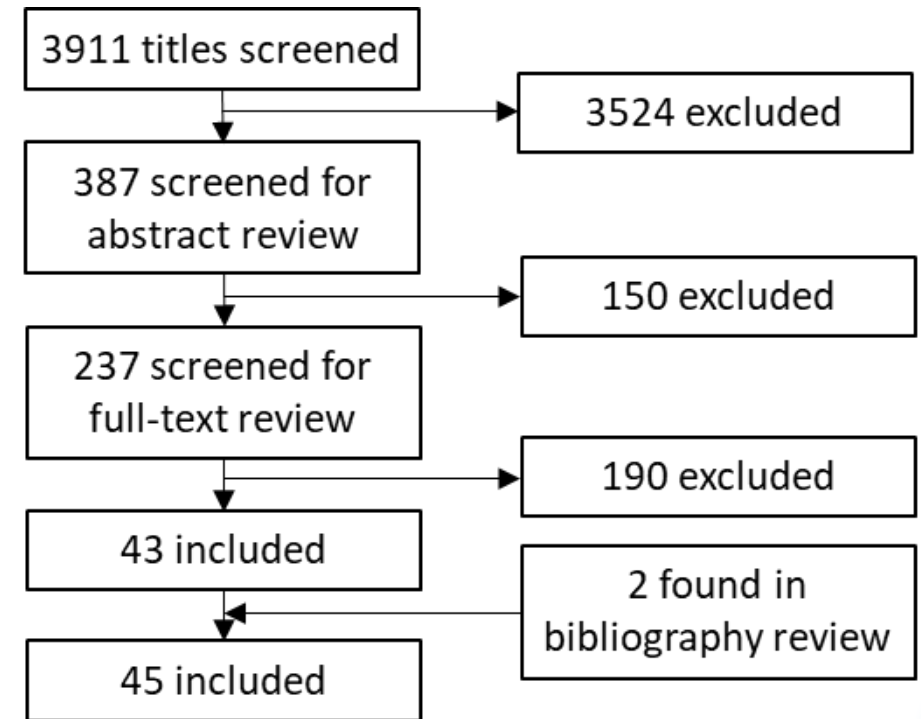 3911 titles screened
3524 excluded
387 screened for
abstract review
150 excluded
237 screened for
full-text review
190 excluded
43 included
2 found in
bibliography review
45 included